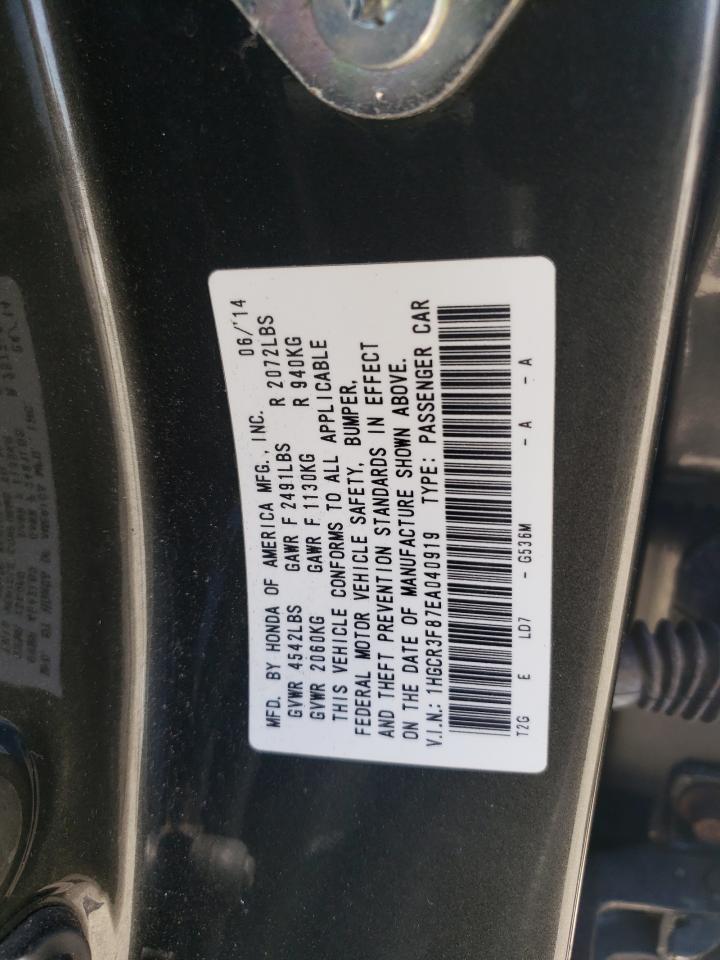 MFD. BY HONDA OF AMERICA MFG., INC. 06/'14
GVWR 4542LBS GAWR F 2491LBS R 2072LBS
GVWR 2060KG GAWR F 1130KG R 940KG
THIS VEHICLE CONFORMS TO ALL APPLICABLE
FEDERAL MOTOR VEHICLE SAFETY, BUMPER,
AND THEFT PREVENTION STANDARDS IN EFFECT
ON THE DATE OF MANUFACTURE SHOWN ABOVE.
V.I.N.: 1HGCR3F87EA040919 TYPE: PASSENGER CAR
T2G E L07 - G536M - A - A